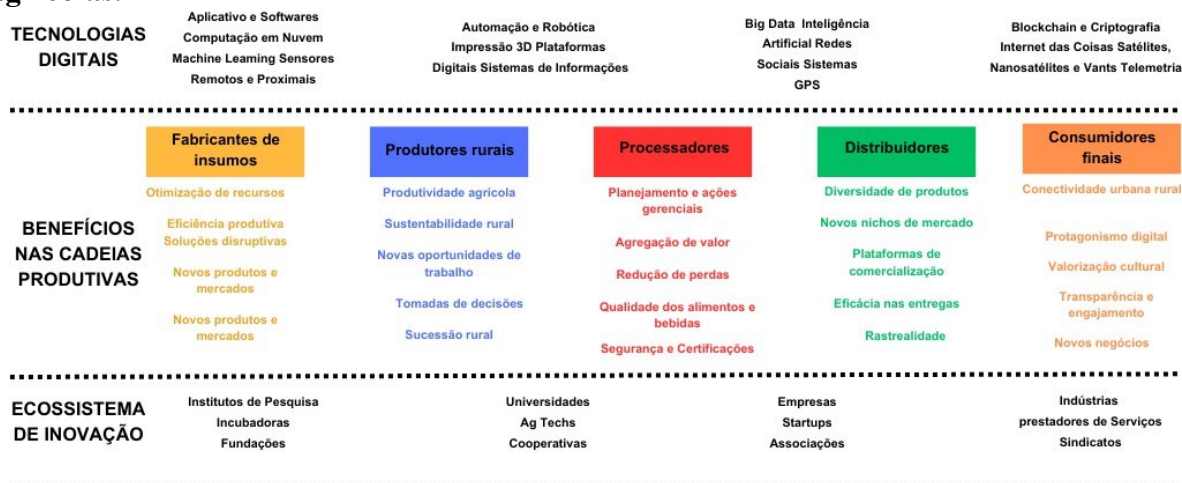 TECNOLOGIAS
DIGITAIS
Aplicativo e Softwares
Computação em Nuvem
Machine Leaming Sensores
Remotos e Proximais
Automação e Robótica
Impressão 3D Plataformas
Digitais Sistemas de Informações
Big Data Inteligência
Artificial Redes
Sociais Sistemas
GPS
Blockchain e Criptografia
Internet das Coisas Satélites,
Nanosatélites e Vants Telemetria
BENEFÍCIOS
NAS CADEIAS
PRODUTIVAS
Fabricantes de
insumos
Otimização de recursos
Eficiência produtiva
Soluções disruptivas
Novos produtos e
mercados
Novos produtos e
mercados
Produtores rurais
Produtividade agrícola
Sustentabilidade rural
Novas oportunidades de
trabalho
Tomadas de decisões
Sucessão rural
Processadores
Planejamento e ações
gerenciais
Agregação de valor
Redução de perdas
Qualidade dos alimentos e
bebidas
Segurança e Certificações
Distribuidores
Diversidade de produtos
Novos nichos de mercado
Plataformas de
comercialização
Eficácia nas entregas
Rastrealidade
Consumidores
finais
Conectividade urbana rural
Protagonismo digital
Valorização cultural
Transparência e
engajamento
Novos negócios
ECOSSISTEMA
DE INOVAÇÃO
Institutos de Pesquisa
Incubadoras
Fundações
Universidades
Ag Techs
Cooperativas
Empresas
Startups
Associações
Indústrias
prestadores de Serviços
Sindicatos